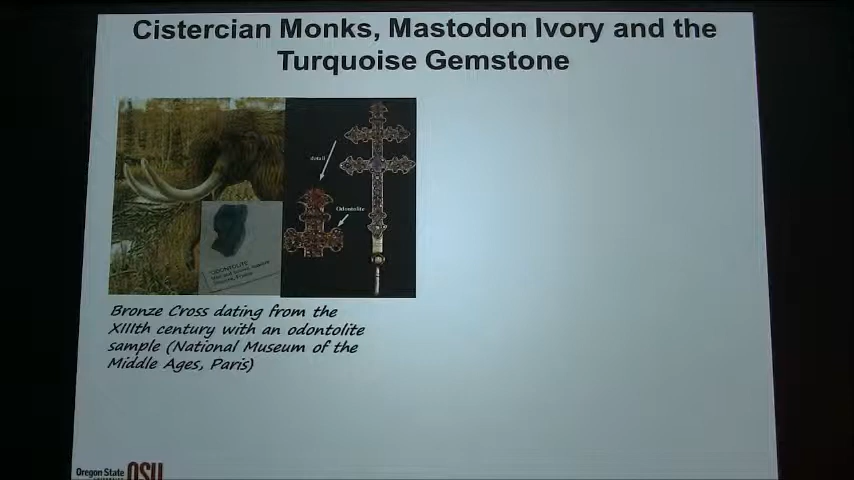 Cistercian Monks, Mastodon Ivory and the
Turquoise Gemstone
detail
Odontolite
"ODONTOLITE"
Bronze Cross dating from the
XIIIth century with an odontolite
sample (National Museum of the
Middle Ages, Paris)
Oregon State OSU